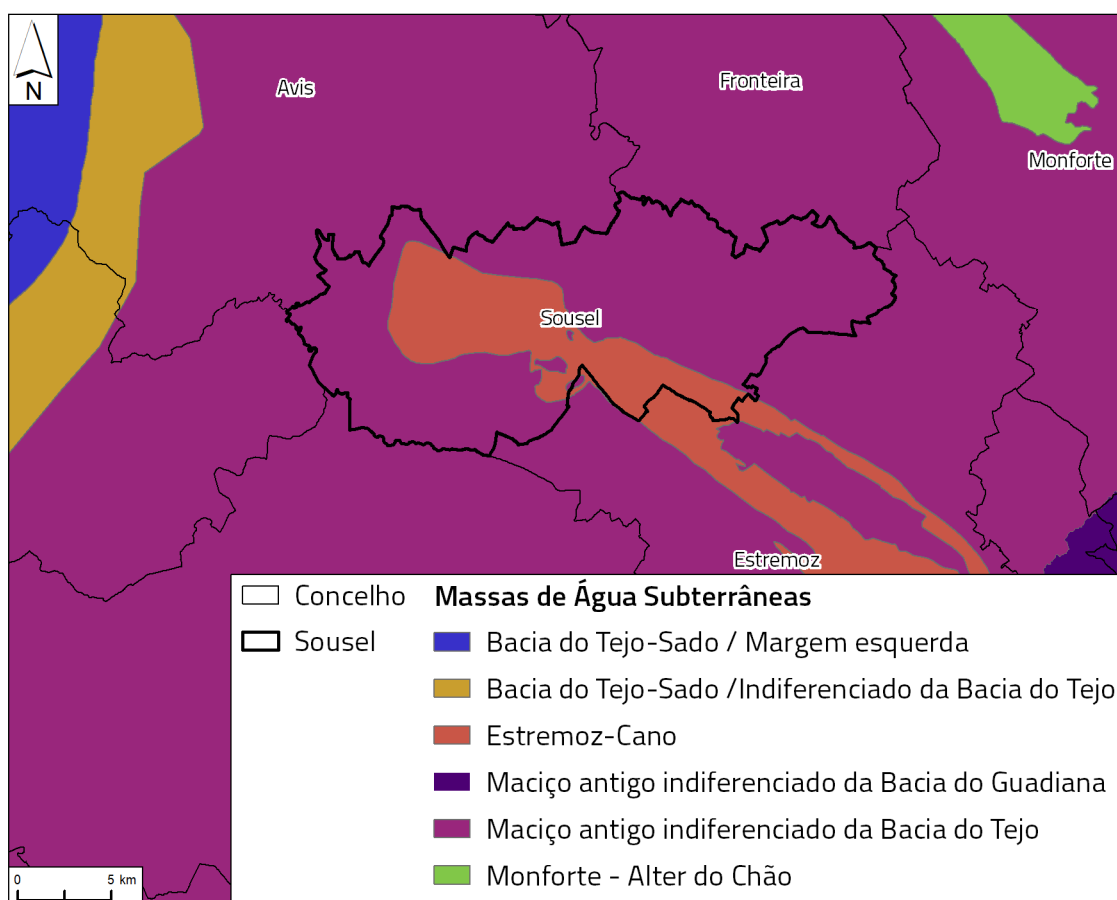 N
Avis
Fronteira
Monforte
Sousel
Estremoz
Concelho
Sousel
Massas de Água Subterrâneas
Bacia do Tejo-Sado / Margem esquerda
Bacia do Tejo-Sado /Indiferenciado da Bacia do Tejo
Estremoz-Cano
Maciço antigo indiferenciado da Bacia do Guadiana
Maciço antigo indiferenciado da Bacia do Tejo
Monforte - Alter do Chão
0 5 km